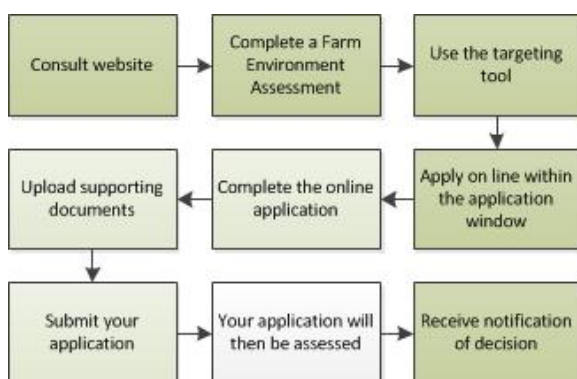 Consult website
Complete a Farm
Environment
Assessment
Use the targeting
tool
Apply on line within
the application
window
Complete the online
application
Upload supporting
documents
Submit your
application
Your application will
then be assessed
Receive notification
of decision